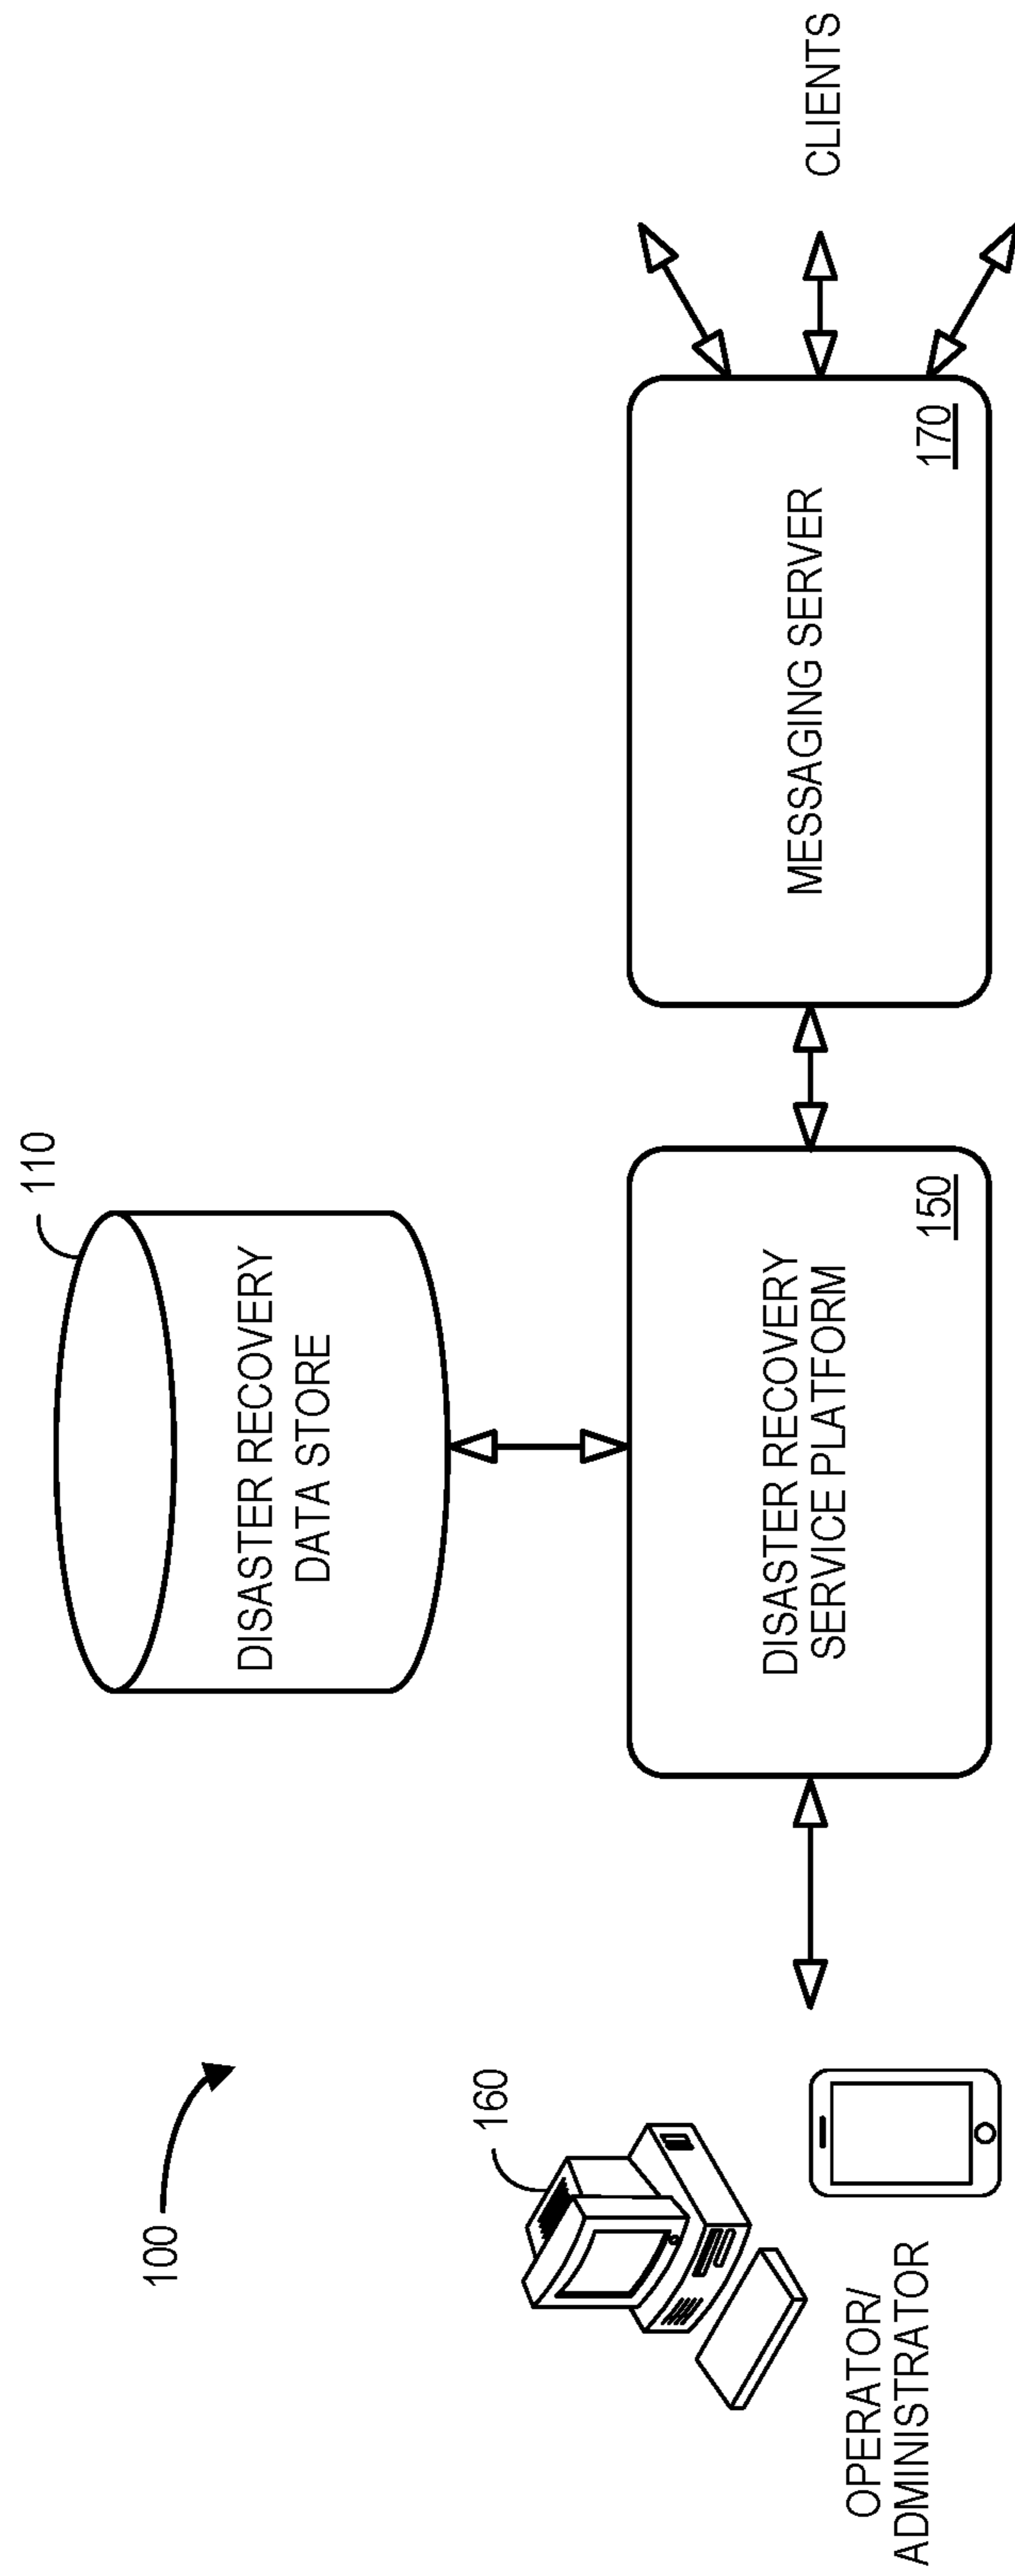 100
110
DISASTER RECOVERY
DATA STORE
160
OPERATOR/
ADMINISTRATOR
DISASTER RECOVERY
SERVICE PLATFORM
150
MESSAGING SERVER
170
CLIENTS